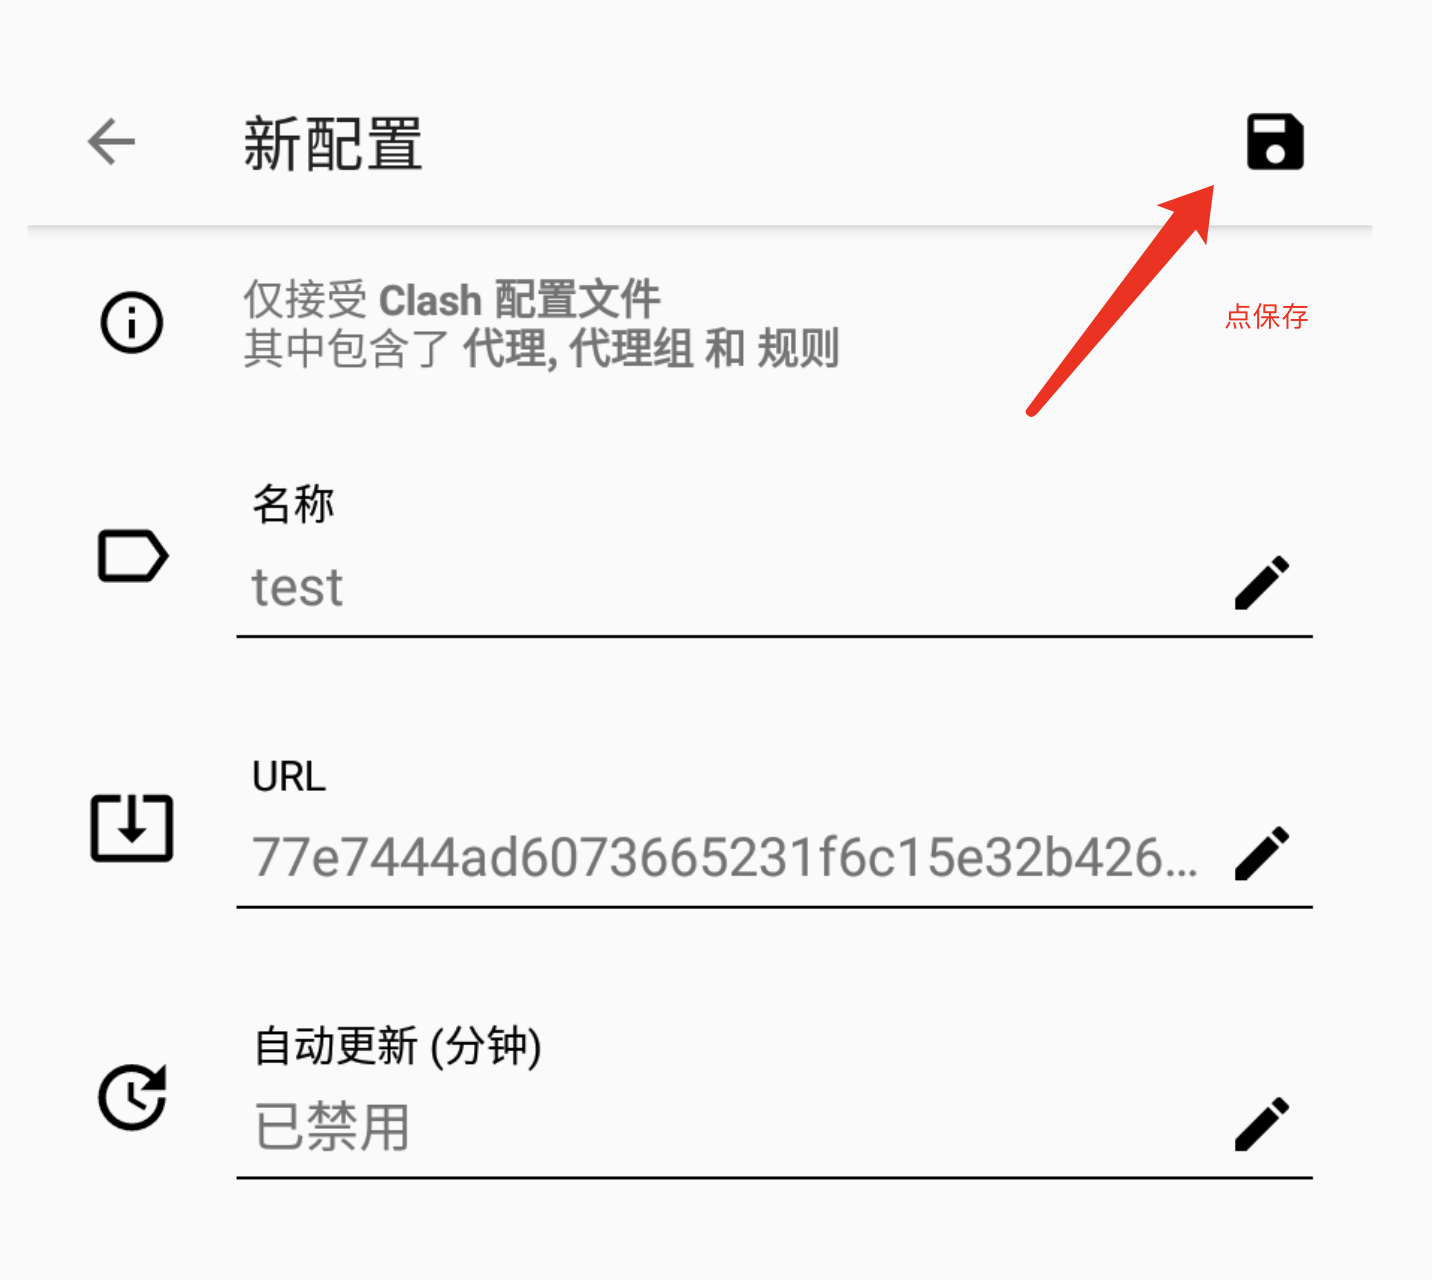 新配置
仅接受 Clash 配置文件
其中包含了 代理, 代理组 和 规则
点保存
名称
test
URL
77e7444ad6073665231f6c15e32b426...
自动更新 (分钟)
已禁用